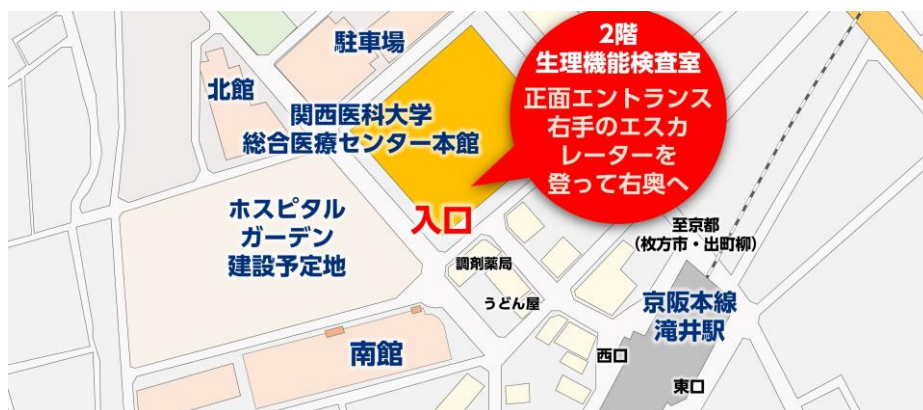 駐車場
北館
関西医科大学
総合医療センター本館
2階
生理機能検査室
正面エントランス
右手のエスカ
レーターを
登って右奥へ
ホスピタル
ガーデン
建設予定地
入口
調剤薬局
うどん屋
至京都
(枚方市・出町柳)
京阪本線
滝井駅
南館
西口
東口